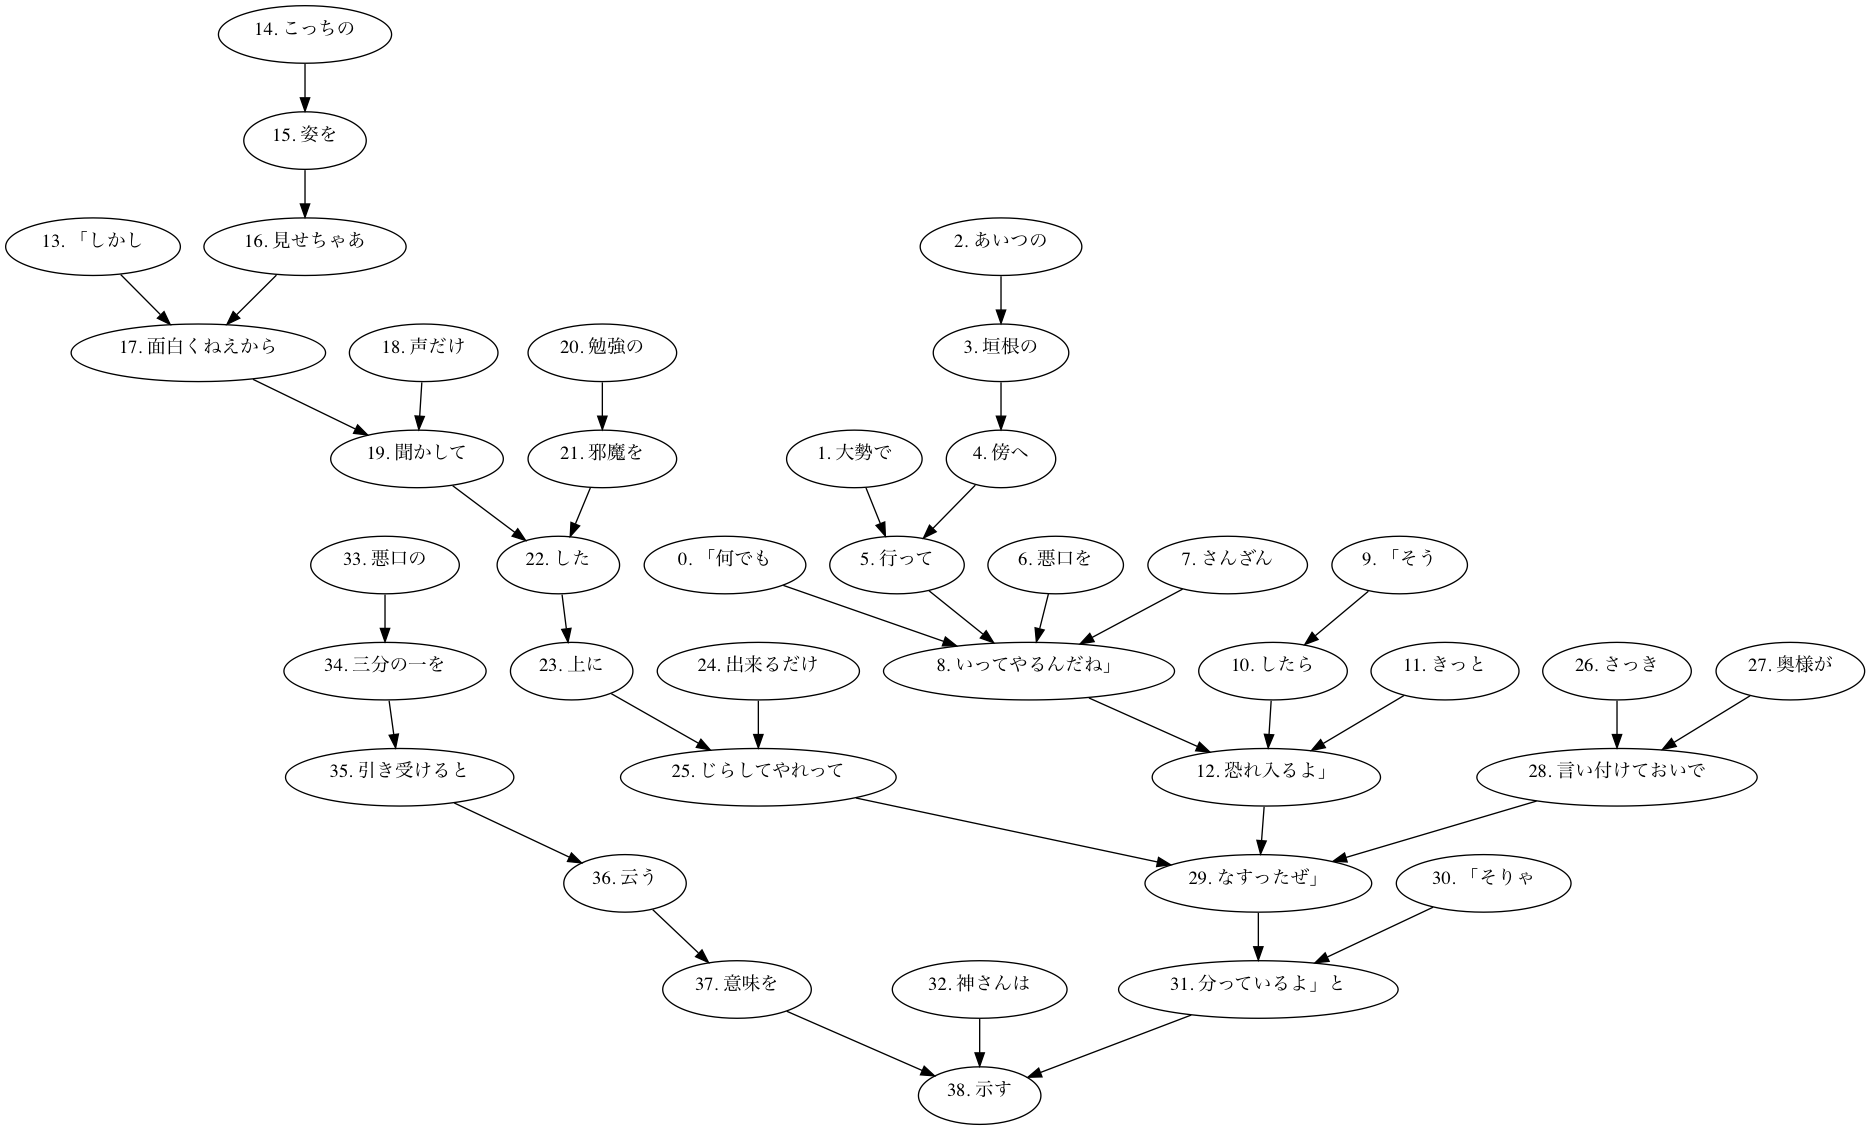 14. こっちの
15. 姿を
13. 「しかし
16. 見せちゃあ
2. あいつの
17. 面白くねえから
18. 声だけ
20. 勉強の
3. 垣根の
19. 聞かして
21. 邪魔を
1. 大勢で
4. 傍へ
33. 悪口の
22. した
0. 「何でも
5. 行って
6. 悪口を
7. さんざん
9. 「そう
34. 三分の一を
23. 上に
24. 出来るだけ
8. いってやるんだね」
10. したら
11. きっと
26. さっき
27. 奥様が
35. 引き受けると
25. じらしてやれって
12. 恐れ入るよ」
28. 言い付けておいで
36. 云う
29. なすったぜ」
30. 「そりゃ
37. 意味を
32. 神さんは
31. 分っているよ」と
38. 示す